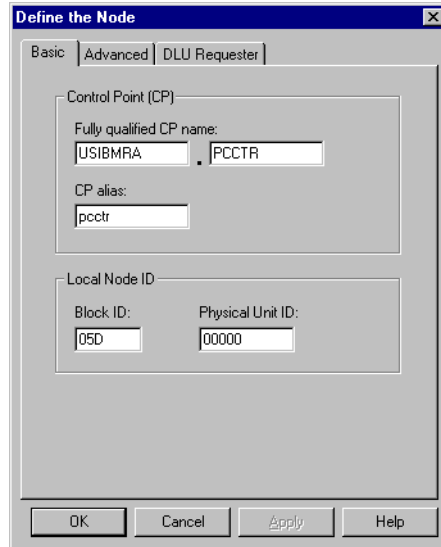 Define the Node
Basic Advanced DLU Requester
Control Point (CP)
Fully qualified CP name:
USIBMRA . PCCTR
CP alias:
pcctr
Local Node ID
Block ID: Physical Unit ID:
05D 00000
OK Cancel Apply Help